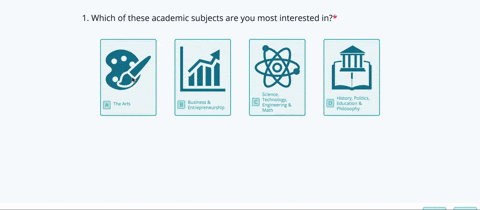 1. Which of these academic subjects are you most interested in?*
A The Arts
B Business &
Entrepreneurship
C Science,
Technology,
Engineering &
Math
D History, Politics,
Education &
Philosophy